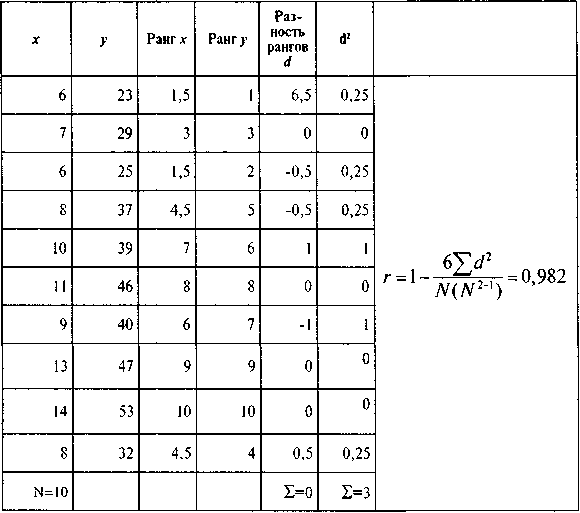 x y Ранг x Ранг y Раз-
ность
рангов
d d²
6 23 1,5 1 6,5 0,25
7 29 3 3 0 0
6 25 1,5 2 -0,5 0,25
8 37 4,5 5 -0,5 0,25
10 39 7 6 1 1
11 46 8 8 0 0
9 40 6 7 -1 1
13 47 9 9 0 0
14 53 10 10 0 0
8 32 4.5 4 0,5 0,25
N=10 Σ=0 Σ=3
r = 1 - 6∑d² / N(N²⁻¹) = 0,982